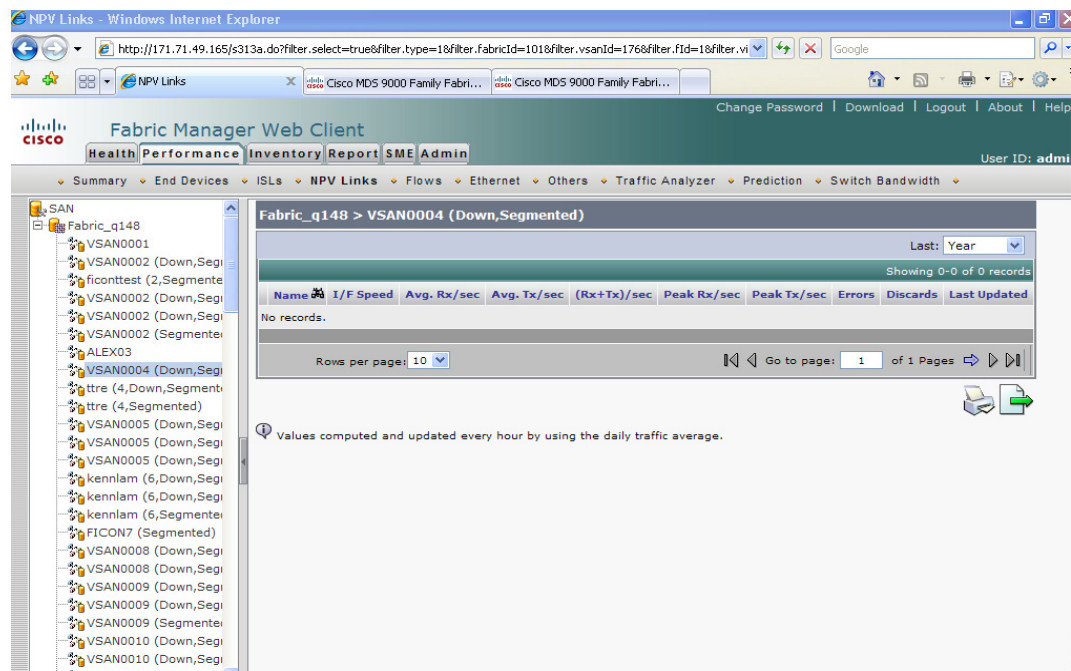 NPV Links - Windows Internet Explorer
http://171.71.49.165/s313a.do?filter.select=true&filter.type=1&filter.fabricId=101&filter.vsanId=176&filter.fId=1&filter.vi
Google
NPV Links
Cisco MDS 9000 Family Fabri...
Cisco MDS 9000 Family Fabri...
Change Password | Download | Logout | About | Help
CISCO
Fabric Manager Web Client
Health Performance Inventory Report SME Admin
User ID: admi
Summary End Devices ISLs NPV Links Flows Ethernet Others Traffic Analyzer Prediction Switch Bandwidth
SAN
Fabric_q148
VSAN0001
VSAN0002 (Down,Seg
ficonttest (2,Segmente
VSAN0002 (Down,Seg
VSAN0002 (Down,Seg
VSAN0002 (Segmente
ALEX03
VSAN0004 (Down,Seg
ttre (4,Down,Segment
ttre (4,Segmented)
VSAN0005 (Down,Seg
VSAN0005 (Down,Seg
VSAN0005 (Down,Seg
kennlam (6,Down,Seg
kennlam (6,Down,Seg
kennlam (6,Segmente
FICON7 (Segmented)
VSAN0008 (Down,Seg
VSAN0008 (Down,Seg
VSAN0009 (Down,Seg
VSAN0009 (Down,Seg
VSAN0009 (Segmente
VSAN0010 (Down,Seg
VSAN0010 (Down,Seg
Fabric_q148 > VSAN0004 (Down,Segmented)
Last: Year
Showing 0-0 of 0 records
Name I/F Speed Avg. Rx/sec Avg. Tx/sec (Rx+Tx)/sec Peak Rx/sec Peak Tx/sec Errors Discards Last Updated
No records.
Rows per page: 10
Go to page: 1 of 1 Pages
Values computed and updated every hour by using the daily traffic average.